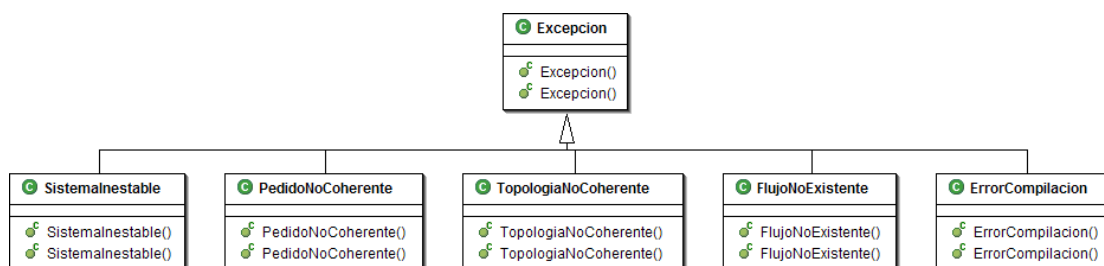 Excepcion
Excepcion()
Excepcion()
SistemaInestable
PedidoNoCoherente
TopologiaNoCoherente
FlujoNoExistente
ErrorCompilacion
SistemaInestable()
PedidoNoCoherente()
TopologiaNoCoherente()
FlujoNoExistente()
ErrorCompilacion()
SistemaInestable()
PedidoNoCoherente()
TopologiaNoCoherente()
FlujoNoExistente()
ErrorCompilacion()